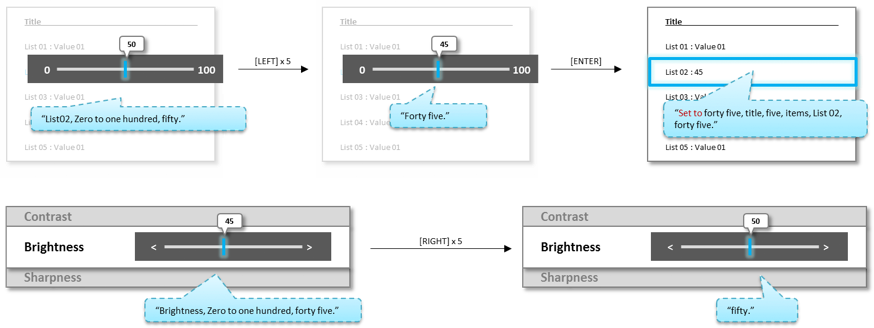 Title
List 01 : Value 01
50
0
100
List 03 : Value 01
"List02, Zero to one hundred, fifty."
List 05 : Value 01
[LEFT] x 5
Title
List 01 : Value 01
45
0
100
List 03 : Value 01
"Forty five."
List 04 : Value 01
List 05 : Value 01
[ENTER]
Title
List 01 : Value 01
List 02 : 45
List 03 : Val
"Set to forty five, title, five, items, List 02,
forty five."
List 05 : Value 01
Contrast
45
Brightness
<
>
Sharpness
"Brightness, Zero to one hundred, forty five."
[RIGHT] x 5
Contrast
50
Brightness
<
>
Sharpness
"fifty."